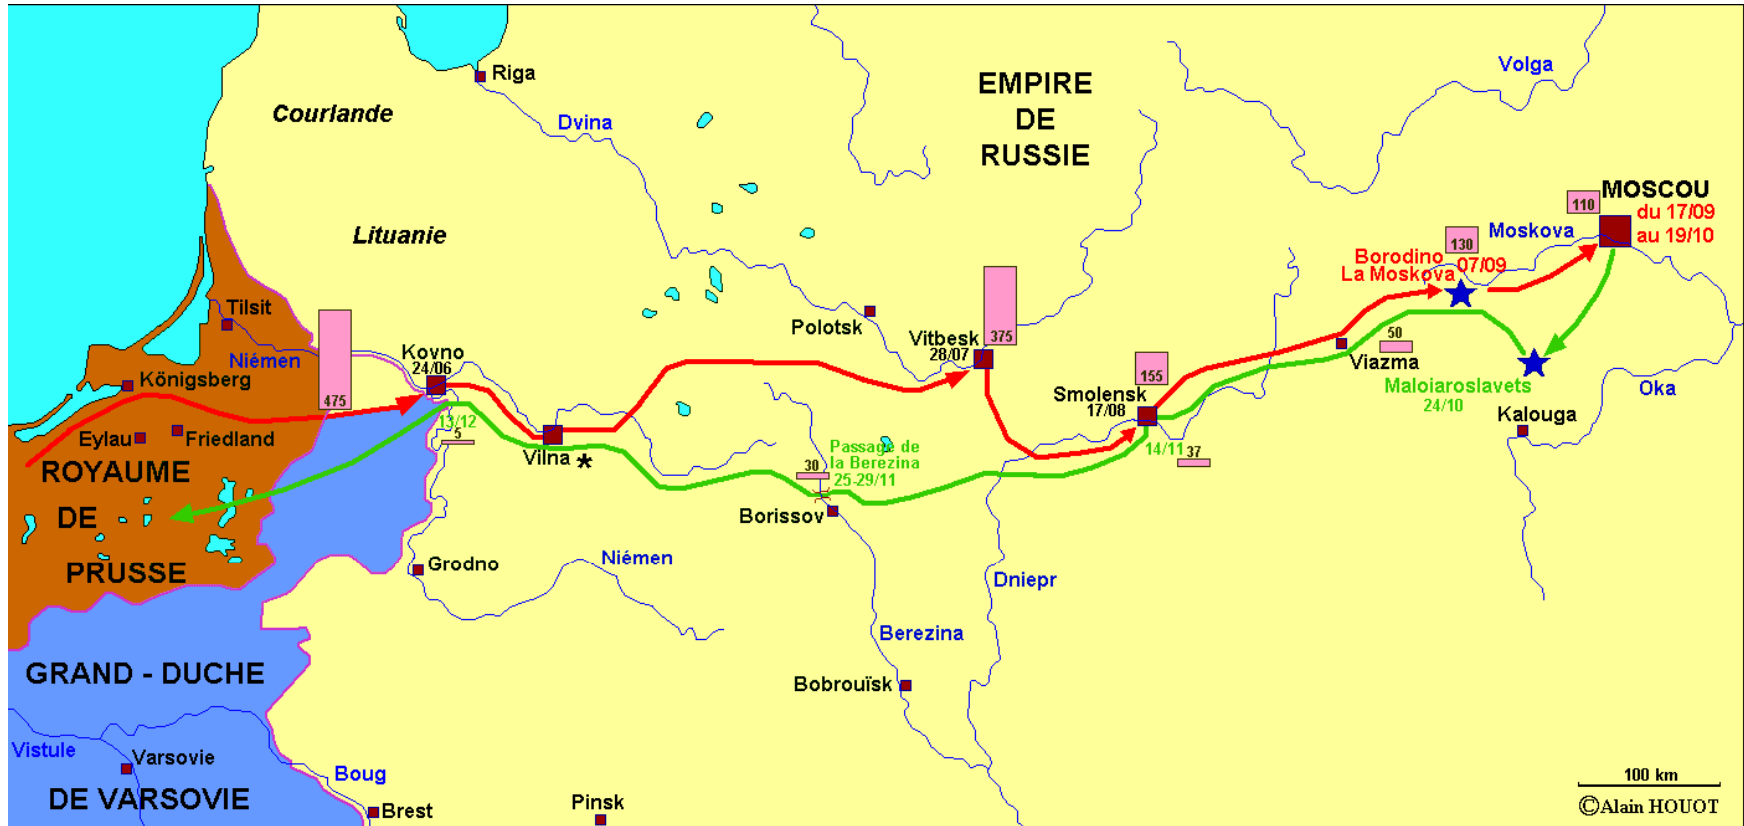 Riga
Courlande
Dvina
EMPIRE
DE
RUSSIE
Volga
Lituanie
MOSCOU
du 17/09
au 19/10
110
Moskova
130
Borodino
La Moskova
07/09
Tilsit
Niémen
Königsberg
475
Kovno
24/06
Polotsk
Vitbesk
28/07
375
Viazma
50
Maloiaroslavets
24/10
Oka
Kalouga
Smolensk
17/08
155
14/11
37
Eylau
Friedland
13/12
5
Vilna *
Passage de
la Berezina
25-29/11
30
Borissov
ROYAUME
DE
PRUSSE
Grodno
Niémen
Dniepr
Berezina
Bobrouïsk
GRAND - DUCHE
DE VARSOVIE
Vistule
Varsovie
Boug
Brest
Pinsk
100 km
©Alain HOUOT